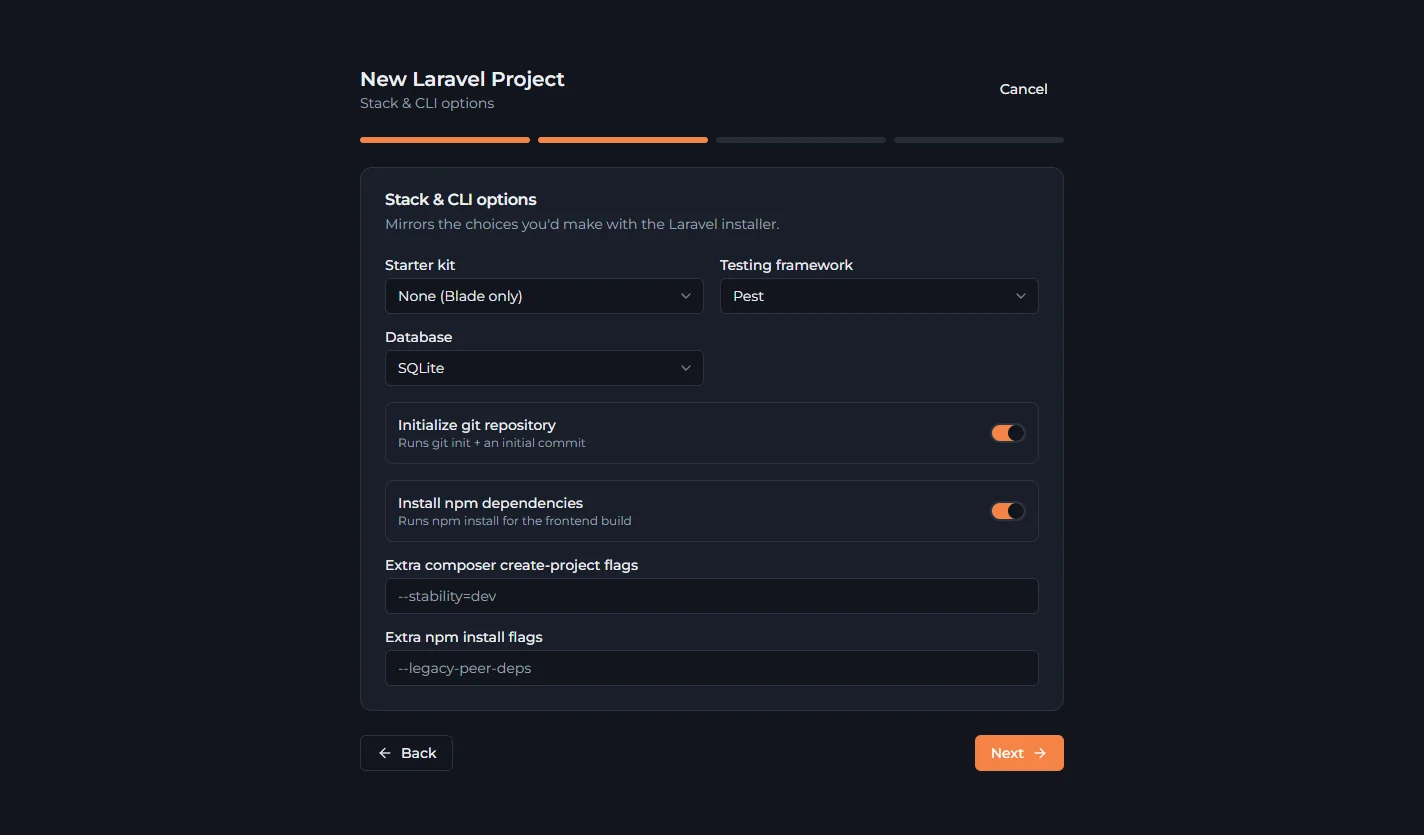 New Laravel Project
Stack & CLI options
Cancel
Stack & CLI options
Mirrors the choices you'd make with the Laravel installer.
Starter kit
Testing framework
None (Blade only)
Pest
Database
SQLite
Initialize git repository
Runs git init + an initial commit
Install npm dependencies
Runs npm install for the frontend build
Extra composer create-project flags
--stability=dev
Extra npm install flags
--legacy-peer-deps
Back
Next